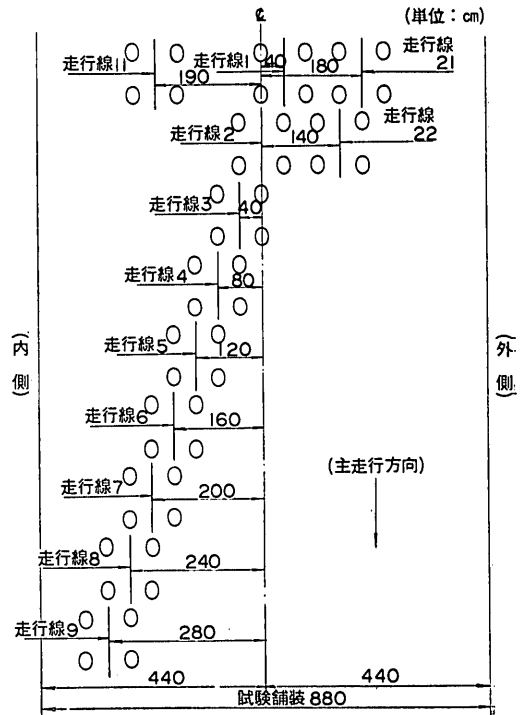 ℄
(単位:cm)
走行線11
走行線1
40
180
走行線
21
190
走行線2
140
走行線
22
走行線3
40
走行線4
80
走行線5
120
(内側)
(外側)
走行線6
160
(主走行方向)
走行線7
200
走行線8
240
走行線9
280
440
440
試験舗装 880